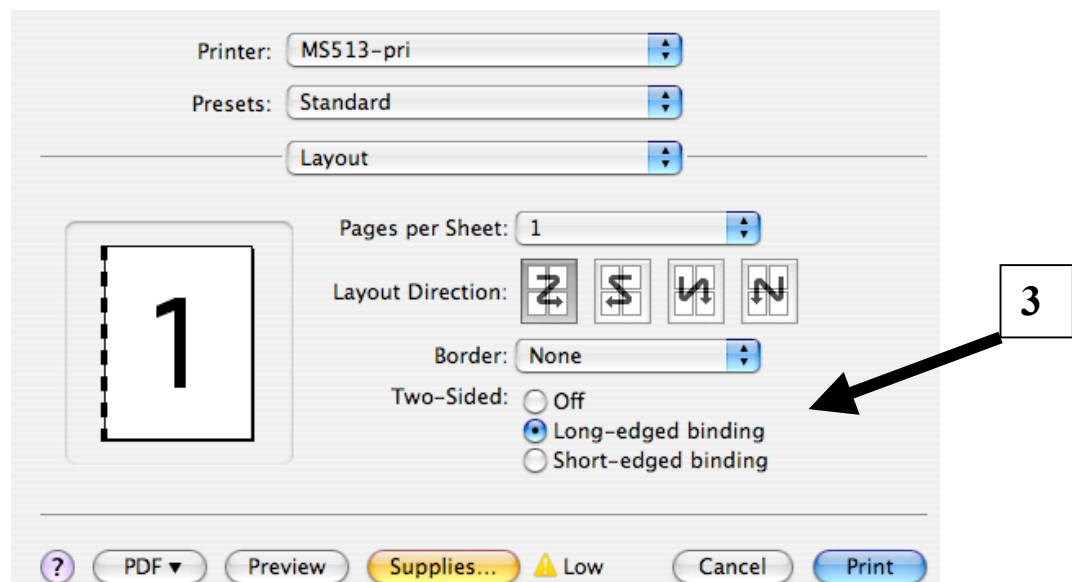 Printer: MS513-pri
Presets: Standard
Layout
Pages per Sheet: 1
1
Layout Direction:
3
Border: None
Two-Sided: Off
Long-edged binding
Short-edged binding
? PDF ▼ Preview Supplies... Low Cancel Print